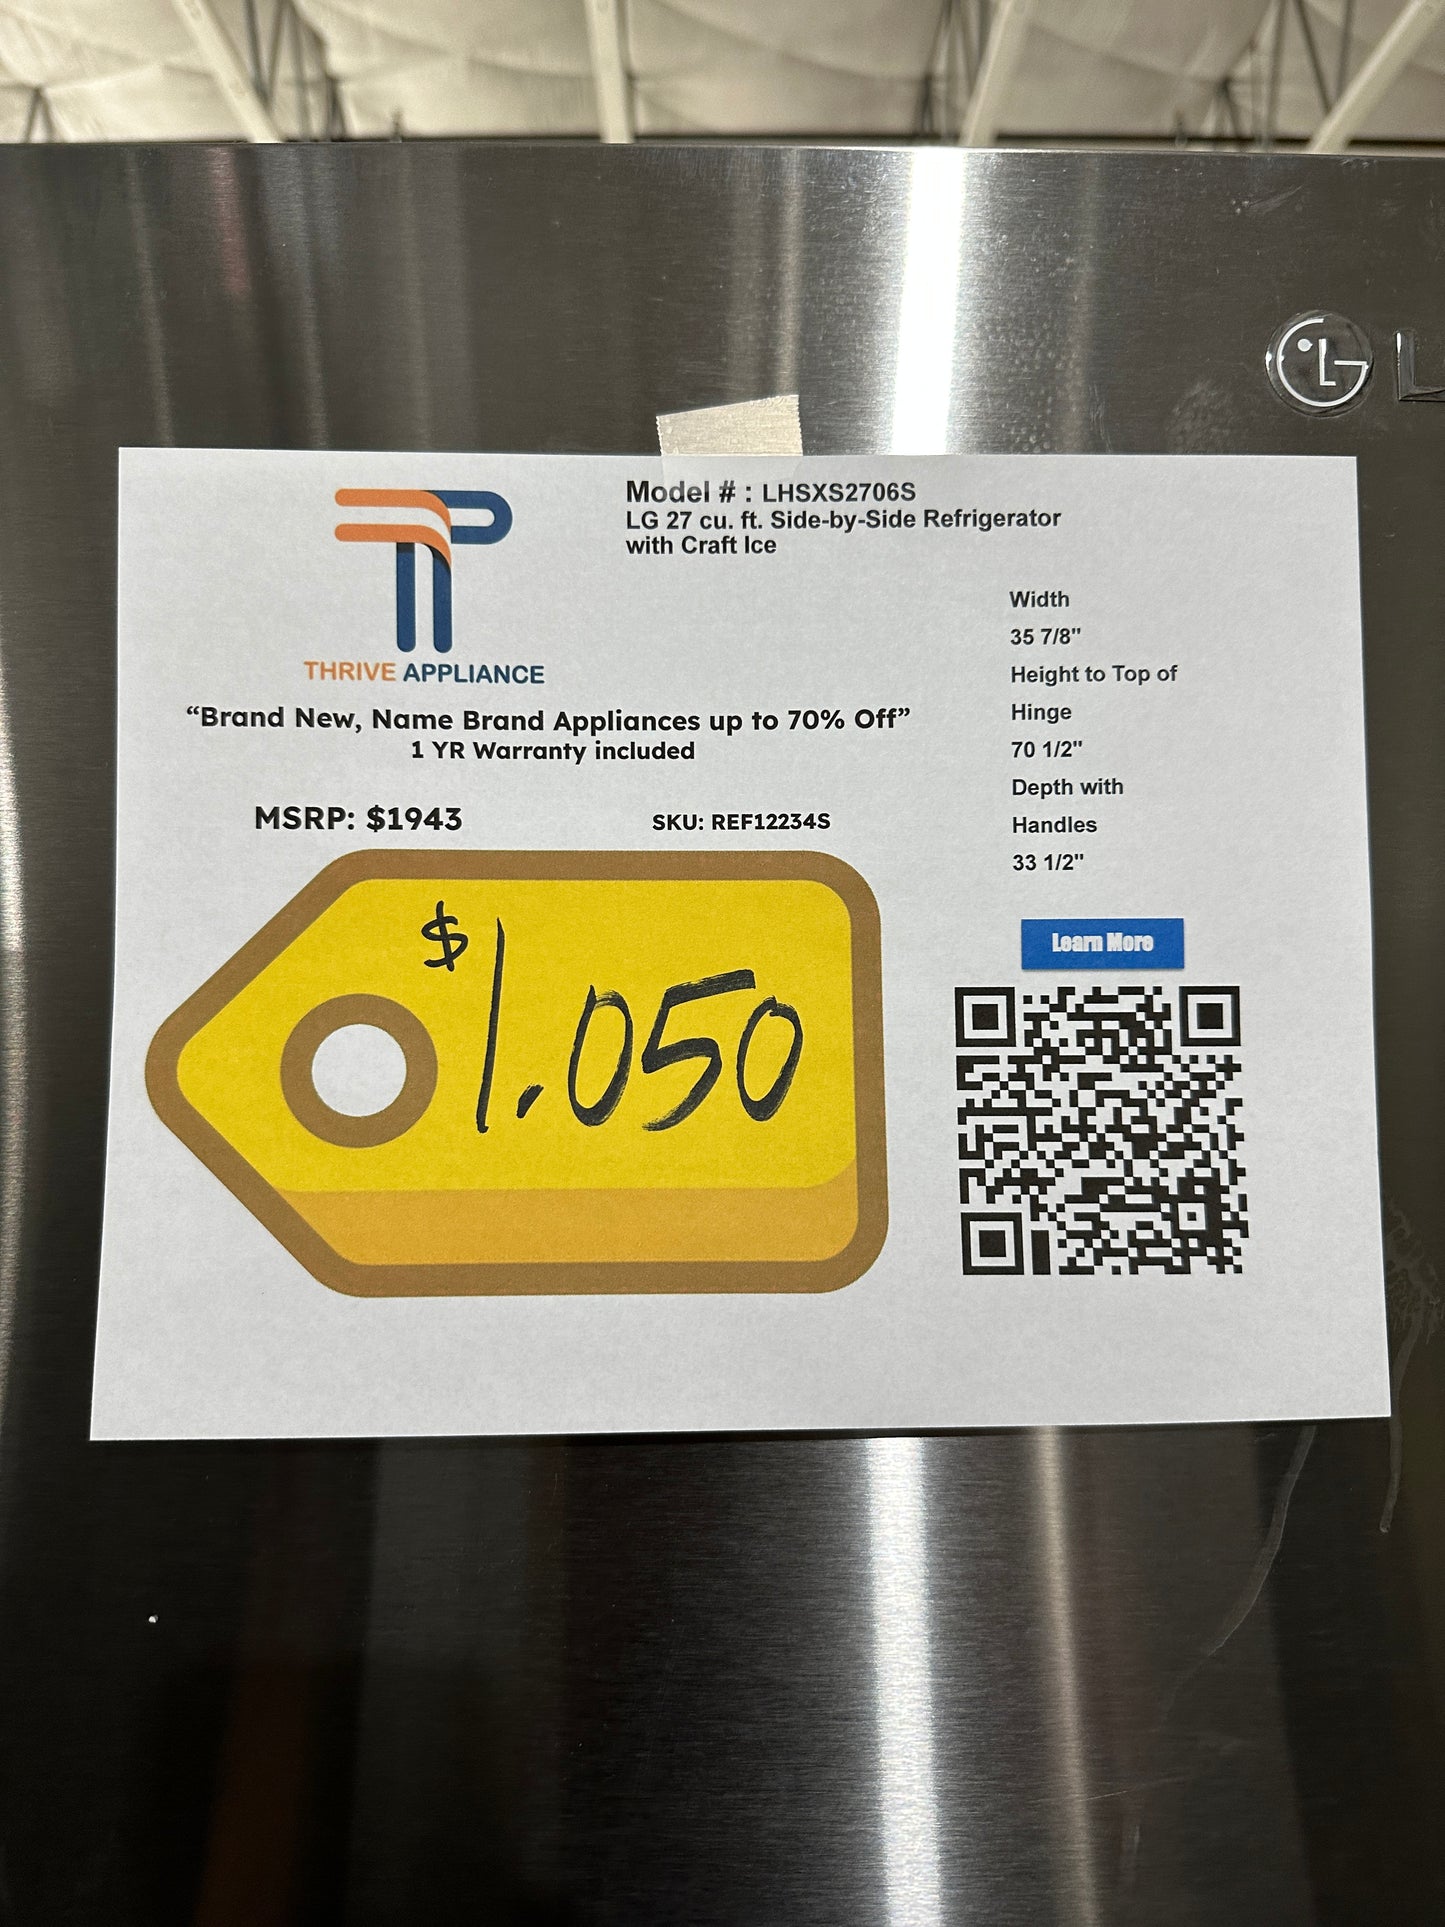 LG L
Model # : LHSXS2706S
LG 27 cu. ft. Side-by-Side Refrigerator
with Craft Ice
TP
THRIVE APPLIANCE
“Brand New, Name Brand Appliances up to 70% Off”
1 YR Warranty included
MSRP: $1943
SKU: REF12234S
$1.050
Width
35 7/8"
Height to Top of
Hinge
70 1/2"
Depth with
Handles
33 1/2"
Learn More